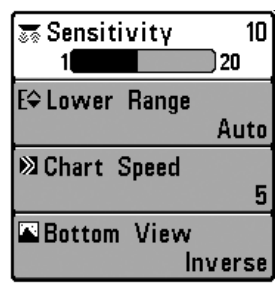 Sensitivity 10
1 20
Lower Range
Auto
Chart Speed
5
Bottom View
Inverse